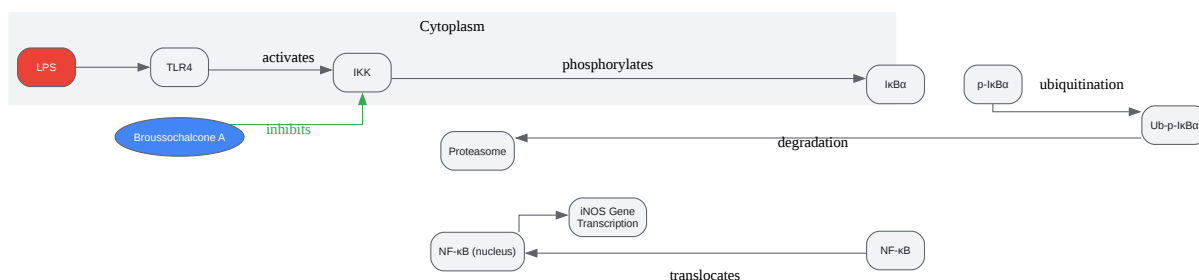 Cytoplasm
LPS
TLR4
activates
IKK
phosphorylates
IκBα
p-IκBα
ubiquitination
Ub-p-IκBα
Broussochalcone A
inhibits
Proteasome
degradation
iNOS Gene
Transcription
NF-κB (nucleus)
NF-κB
translocates